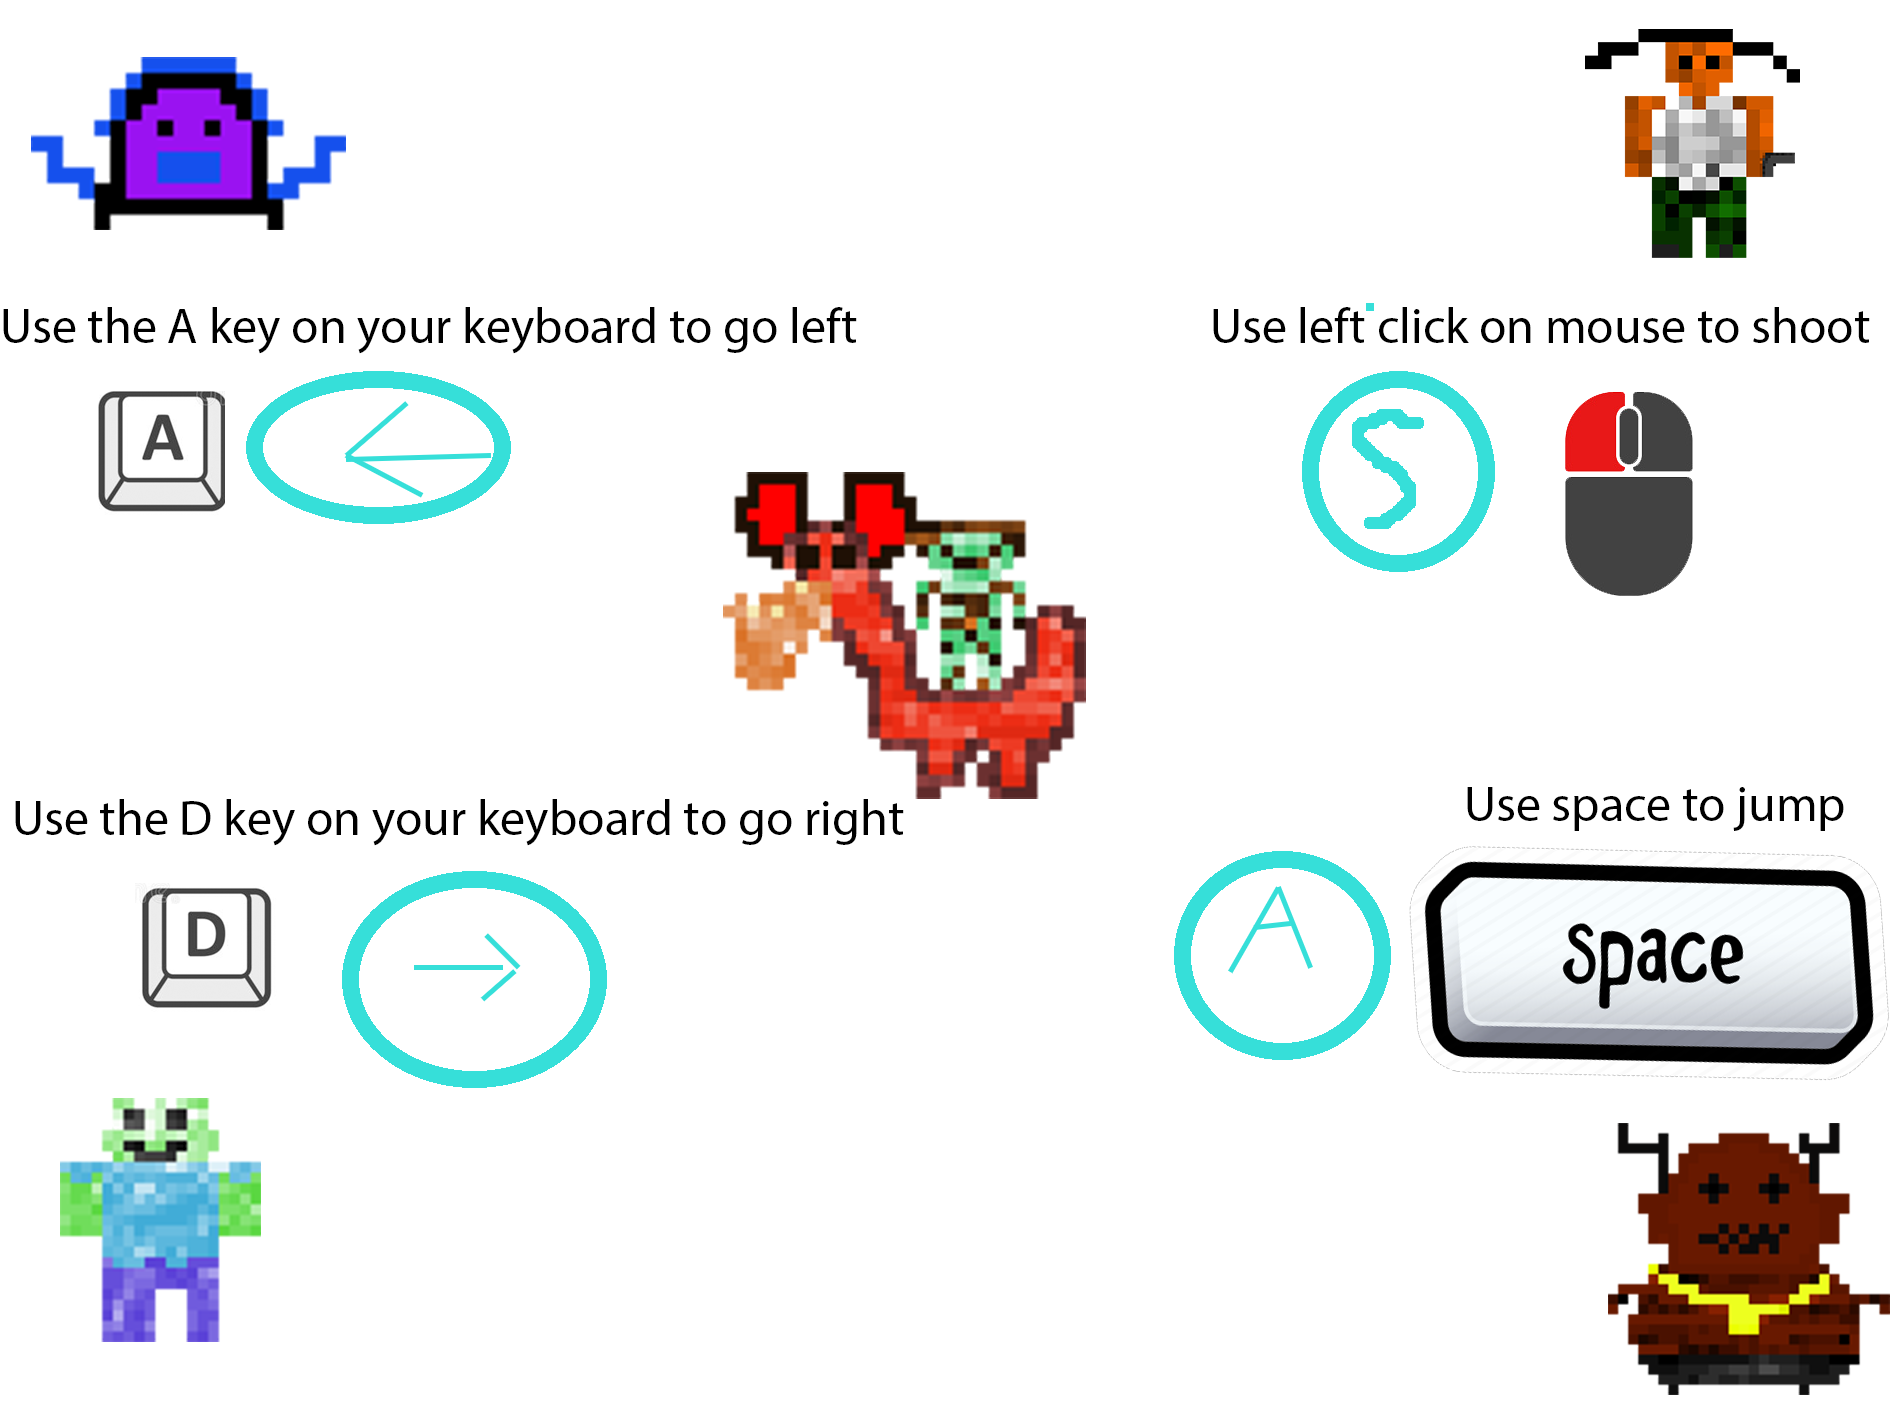 Use the A key on your keyboard to go left
A
Use left click on mouse to shoot
S
Use the D key on your keyboard to go right
D
Use space to jump
A
Space